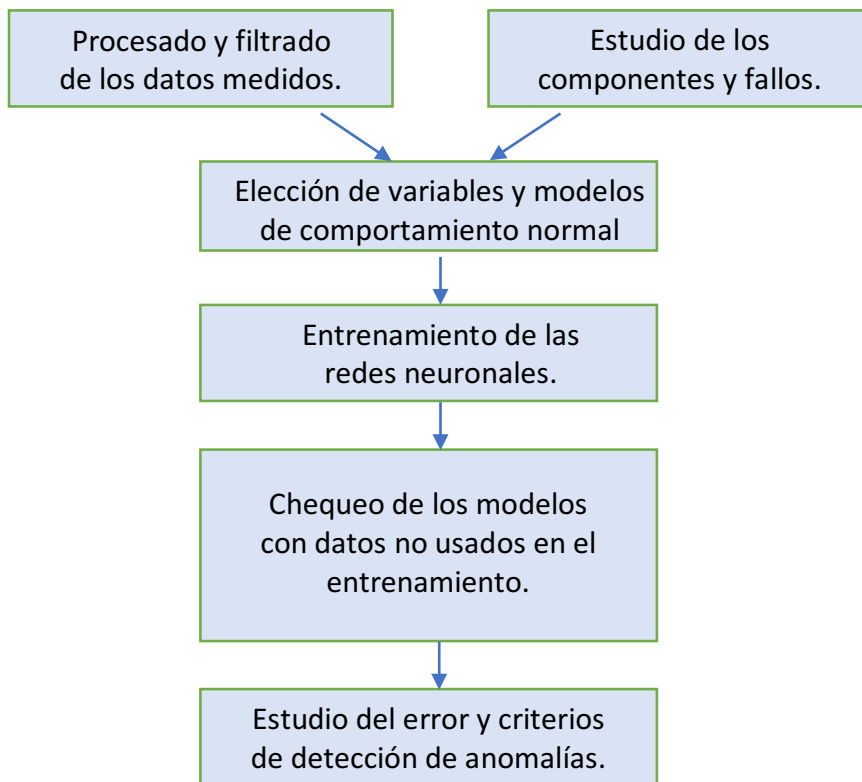 Procesado y filtrado
de los datos medidos.
Estudio de los
componentes y fallos.
Elección de variables y modelos
de comportamiento normal
Entrenamiento de las
redes neuronales.
Chequeo de los modelos
con datos no usados en el
entrenamiento.
Estudio del error y criterios
de detección de anomalías.